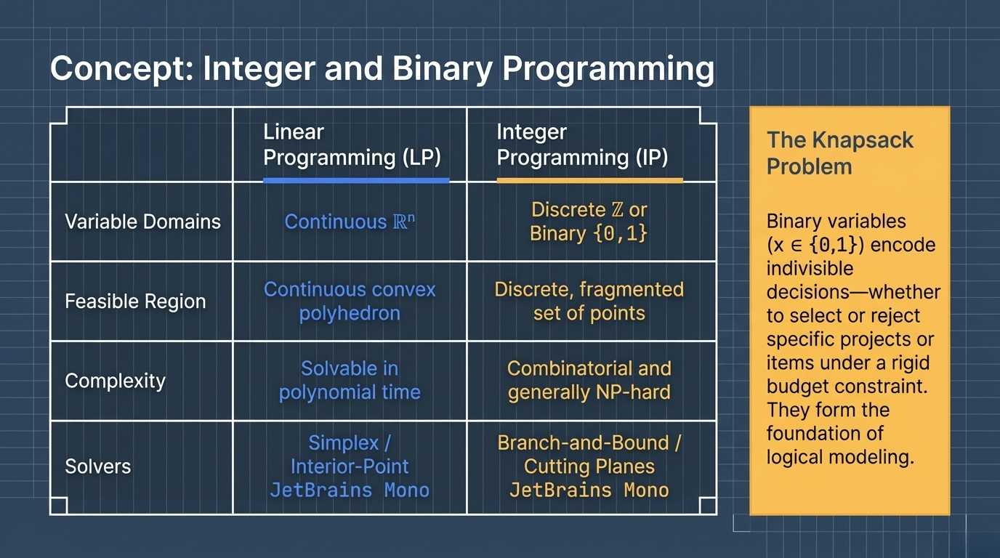 Concept: Integer and Binary Programming
Linear
Programming (LP)
Integer
Programming (IP)
Variable Domains
Continuous ℝⁿ
Discrete ℤ or
Binary {0,1}
Feasible Region
Continuous convex
polyhedron
Discrete, fragmented
set of points
Complexity
Solvable in
polynomial time
Combinatorial and
generally NP-hard
Solvers
Simplex /
Interior-Point
JetBrains Mono
Branch-and-Bound /
Cutting Planes
JetBrains Mono
The Knapsack
Problem
Binary variables
(x ∈ {0,1}) encode
indivisible
decisions—whether
to select or reject
specific projects or
items under a rigid
budget constraint.
They form the
foundation of
logical modeling.